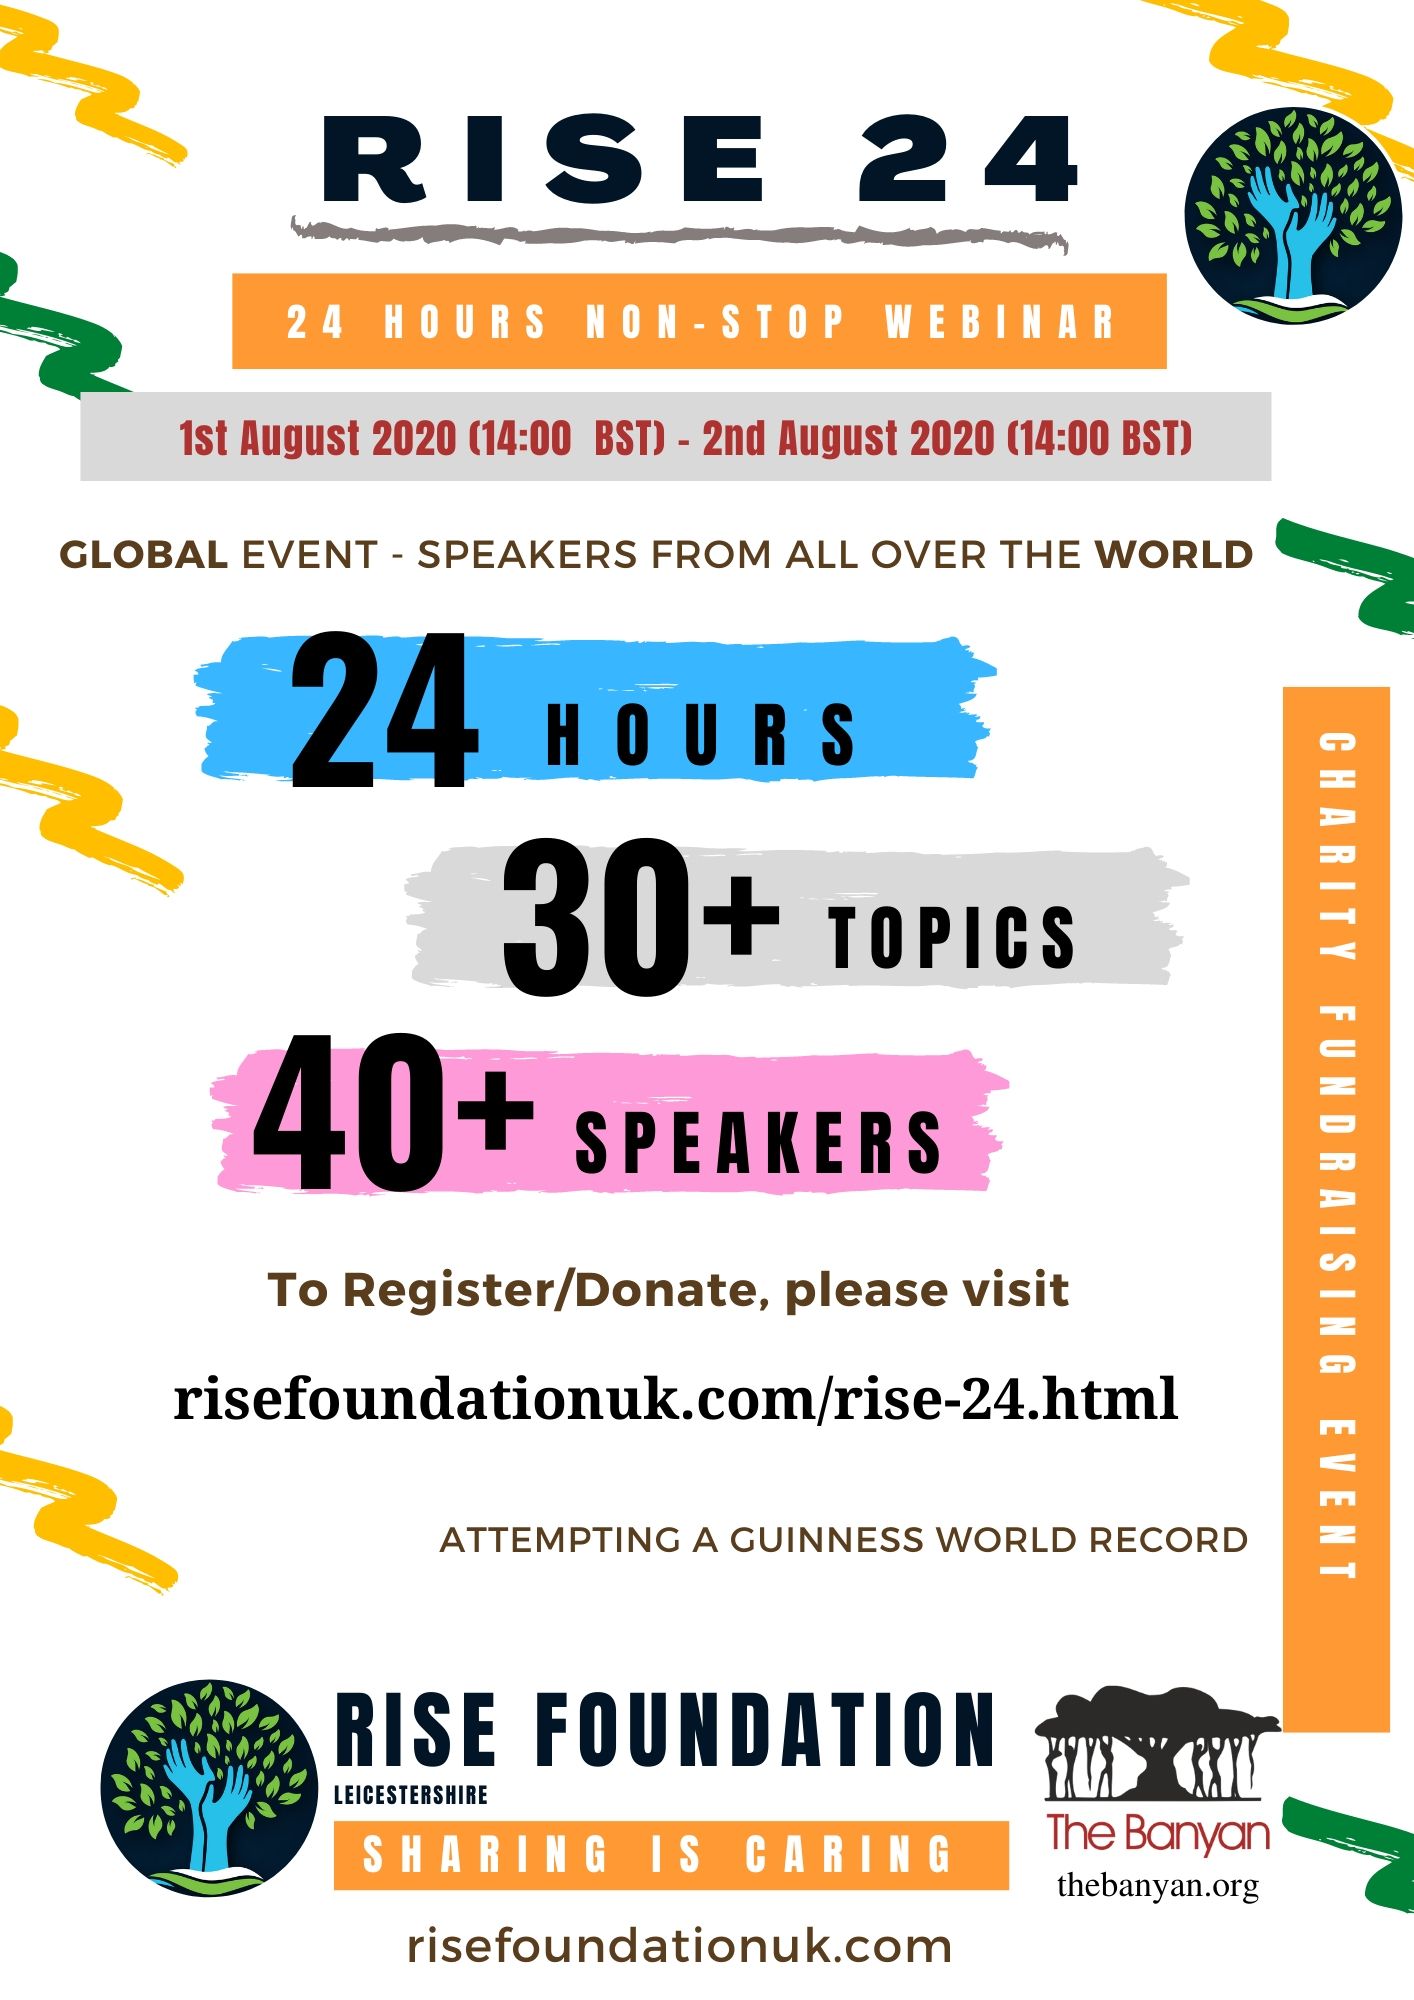 RISE 24
24 HOURS NON-STOP WEBINAR
1st August 2020 (14:00 BST) - 2nd August 2020 (14:00 BST)
GLOBAL EVENT - SPEAKERS FROM ALL OVER THE WORLD
24 HOURS
30+ TOPICS
40+ SPEAKERS
CHARITY FUNDRAISING EVENT
To Register/Donate, please visit
risefoundationuk.com/rise-24.html
ATTEMPTING A GUINNESS WORLD RECORD
RISE FOUNDATION
LEICESTERSHIRE
SHARING IS CARING
The Banyan
thebanyan.org
risefoundationuk.com